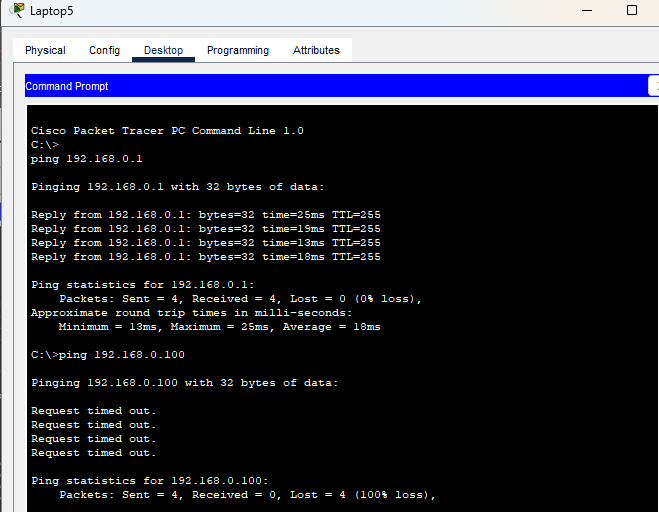 Laptop5
Physical Config Desktop Programming Attributes
Command Prompt
Cisco Packet Tracer PC Command Line 1.0
C:\>
ping 192.168.0.1
Pinging 192.168.0.1 with 32 bytes of data:
Reply from 192.168.0.1: bytes=32 time=25ms TTL=255
Reply from 192.168.0.1: bytes=32 time=19ms TTL=255
Reply from 192.168.0.1: bytes=32 time=13ms TTL=255
Reply from 192.168.0.1: bytes=32 time=18ms TTL=255
Ping statistics for 192.168.0.1:
Packets: Sent = 4, Received = 4, Lost = 0 (0% loss),
Approximate round trip times in milli-seconds:
Minimum = 13ms, Maximum = 25ms, Average = 18ms
C:\>ping 192.168.0.100
Pinging 192.168.0.100 with 32 bytes of data:
Request timed out.
Request timed out.
Request timed out.
Request timed out.
Ping statistics for 192.168.0.100:
Packets: Sent = 4, Received = 0, Lost = 4 (100% loss),